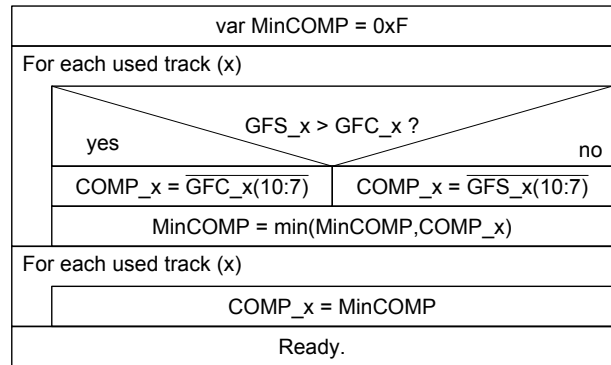 var MinCOMP = 0xF
For each used track (x)
GFS_x > GFC_x ?
yes
no
COMP_x = GFC_x(10:7)
COMP_x = GFS_x(10:7)
MinCOMP = min(MinCOMP,COMP_x)
For each used track (x)
COMP_x = MinCOMP
Ready.